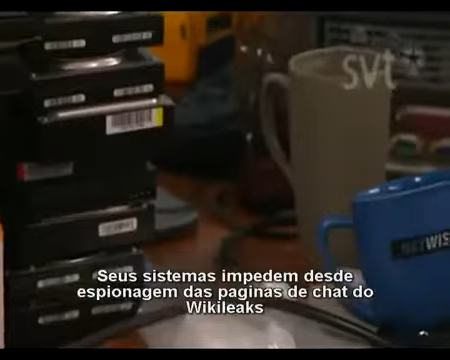 svt
Seus sistemas impedem desde
espionagem das paginas de chat do
Wikileaks